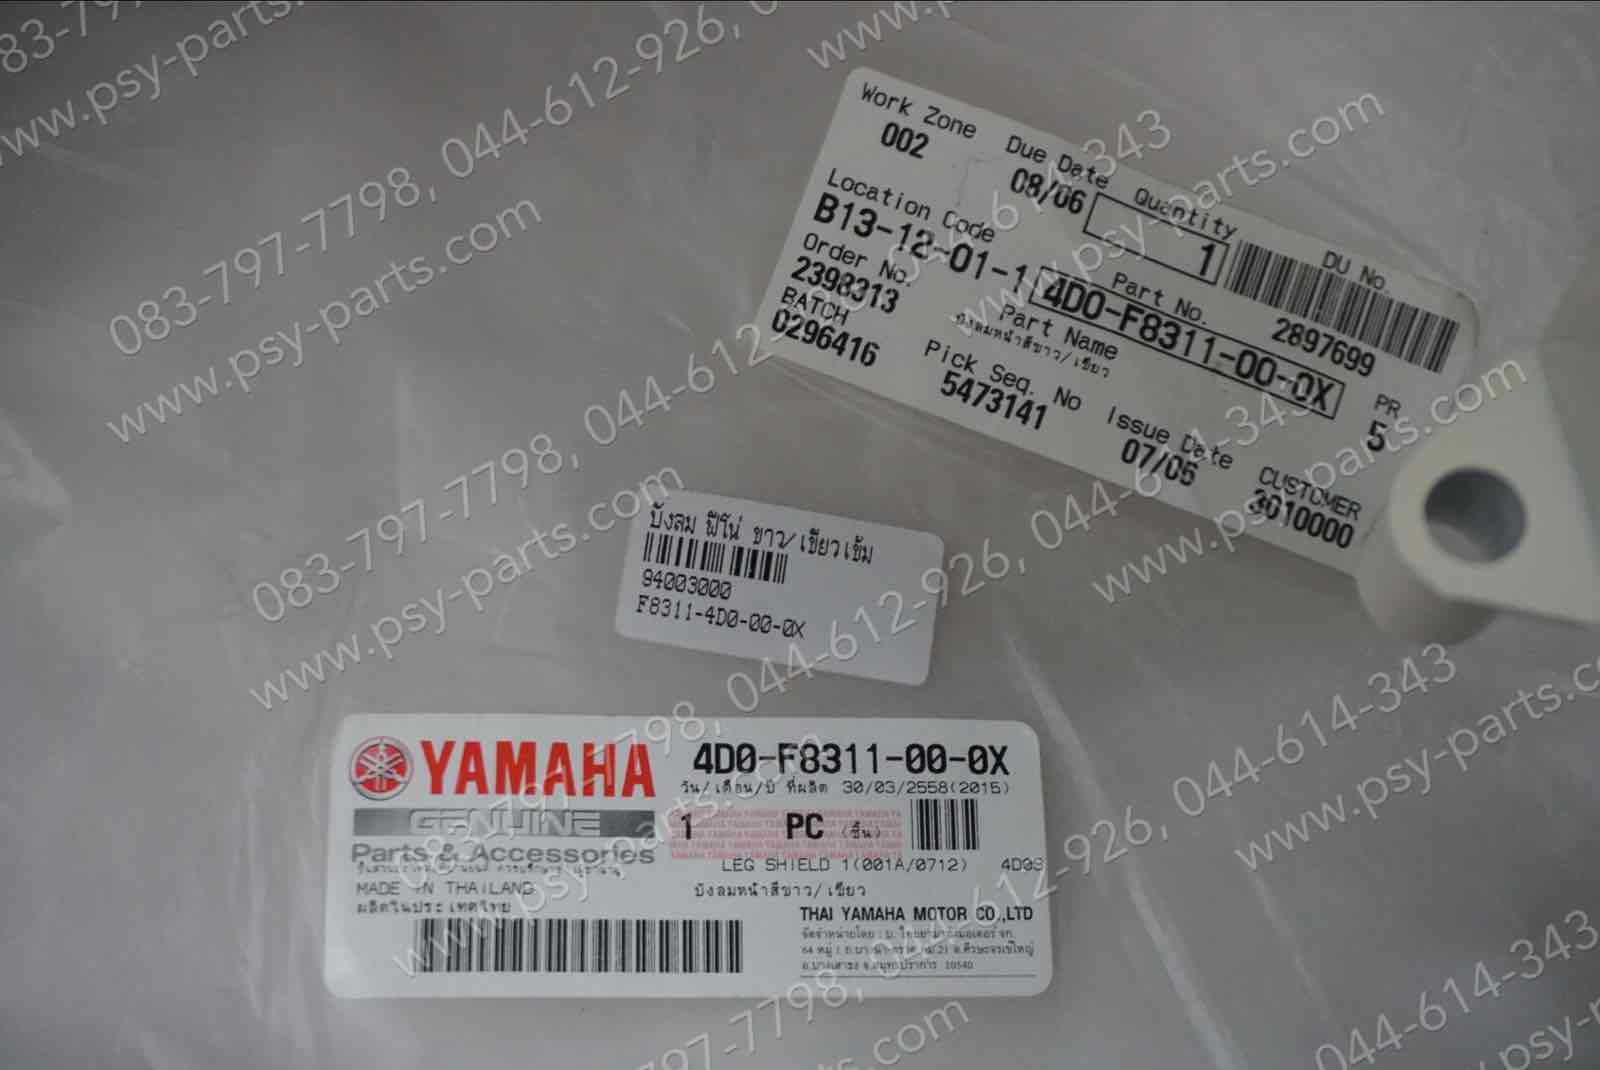 Work Zone Due Date Quantity DU No.
002 08/06 1
Location Code Part No. 2897699
B13-12-01-1 4D0-F8311-00-0X PR
Order No. Part Name 5
2398313 บังลมหน้าสีขาว/เขียว
BATCH Pick Seq. No Issue Date CUSTOMER
0296416 5473141 07/05 3010000
บังลม ฟีโน่ ขาว/เขียวเข้ม
94003000
F8311-4D0-00-0X
YAMAHA 4D0-F8311-00-0X
วัน/เดือน/ปี ที่ผลิต 30/03/2558(2015)
GENUINE 1 PC (ชิ้น)
Parts & Accessories LEG SHIELD 1(001A/0712) 4D09
MADE IN THAILAND บังลมหน้าสีขาว/เขียว
ผลิตในประเทศไทย THAI YAMAHA MOTOR CO.,LTD
083-797-7798, 044-612-926, 044-614-343
www.psy-parts.com